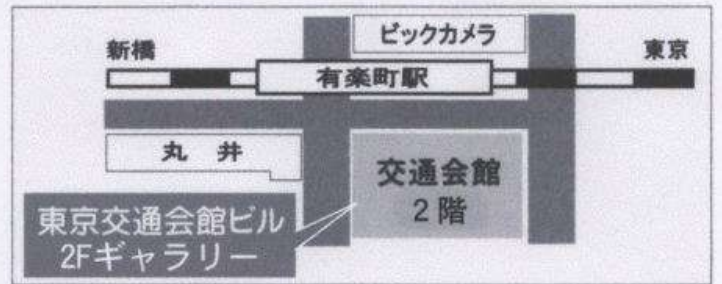 ビックカメラ
新橋
東京
有楽町駅
丸 井
交通会館
2階
東京交通会館ビル
2Fギャラリー